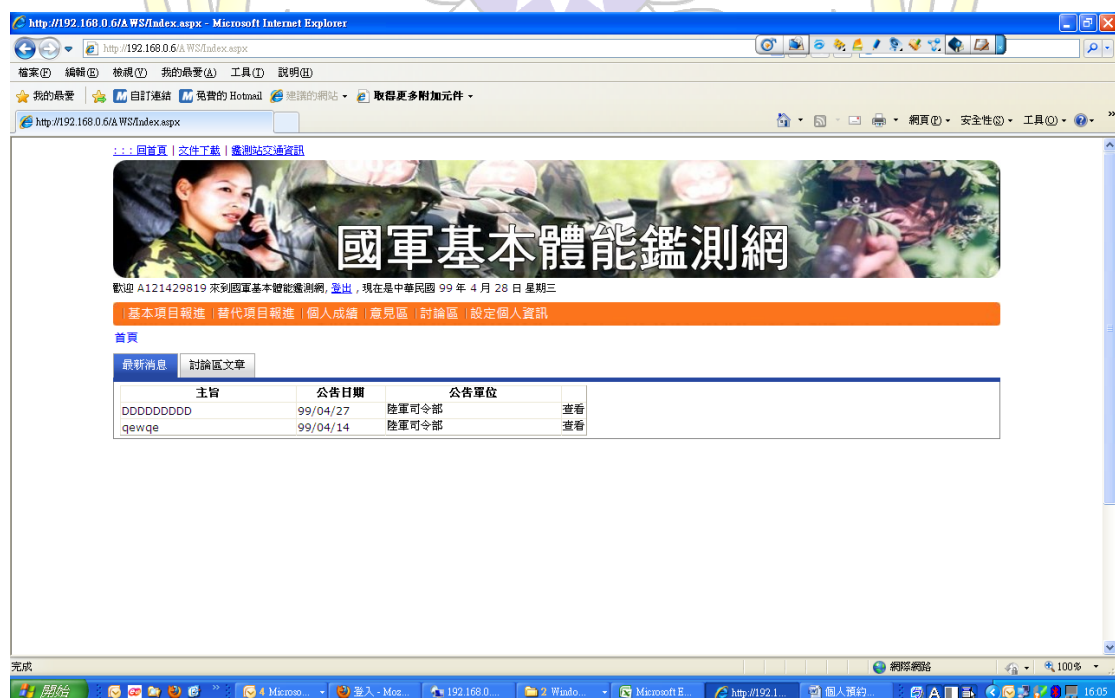 http://192.168.0.6/AWS/Index.aspx - Microsoft Internet Explorer
http://192.168.0.6/AWS/Index.aspx
檔案(F) 編輯(E) 檢視(V) 我的最愛(A) 工具(T) 說明(H)
我的最愛 自訂連結 免費的 Hotmail 建議的網站 取得更多附加元件
http://192.168.0.6/AWS/Index.aspx 網頁(P) 安全性(S) 工具(O) »
:::回首頁 | 文件下載 | 鑑測站交通資訊
國軍基本體能鑑測網
歡迎 A121429819 來到國軍基本體能鑑測網, 登出 , 現在是中華民國 99 年 4 月 28 日 星期三
|基本項目報進 |替代項目報進 |個人成績 |意見區 |討論區 |設定個人資訊
首頁
最新消息 討論區文章
主旨 公告日期 公告單位
DDDDDDDDD 99/04/27 陸軍司令部 查看
qewqe 99/04/14 陸軍司令部 查看
完成 網際網路 100%
開始 » 4 Microso... 登入 - Moz... 192.168.0.... 2 Windo... Microsoft E... http://192.1... 個人預約... A 16:05